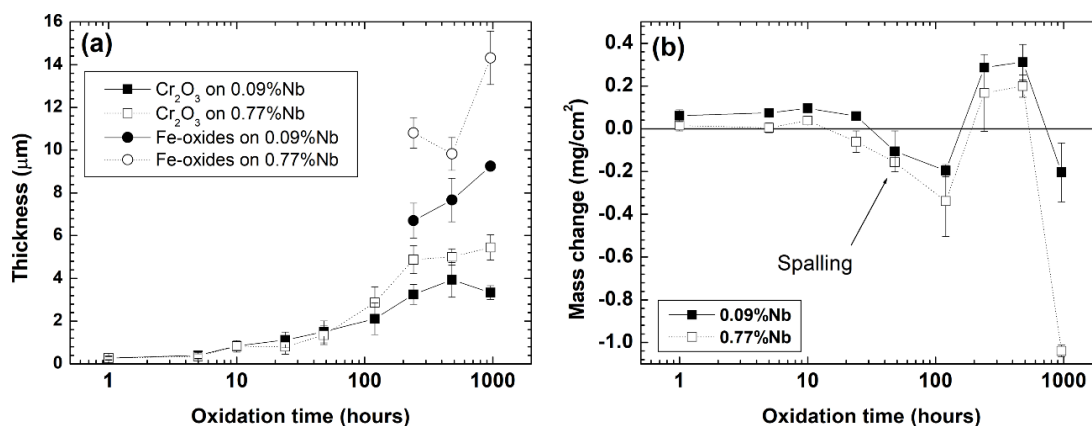 (a)
16
14
12
10
8
6
4
2
0
Thickness (μm)
Cr₂O₃ on 0.09%Nb
Cr₂O₃ on 0.77%Nb
Fe-oxides on 0.09%Nb
Fe-oxides on 0.77%Nb
1 10 100 1000
Oxidation time (hours)
(b)
0.4
0.2
0.0
-0.2
-0.4
-0.6
-0.8
-1.0
Mass change (mg/cm²)
Spalling
0.09%Nb
0.77%Nb
1 10 100 1000
Oxidation time (hours)